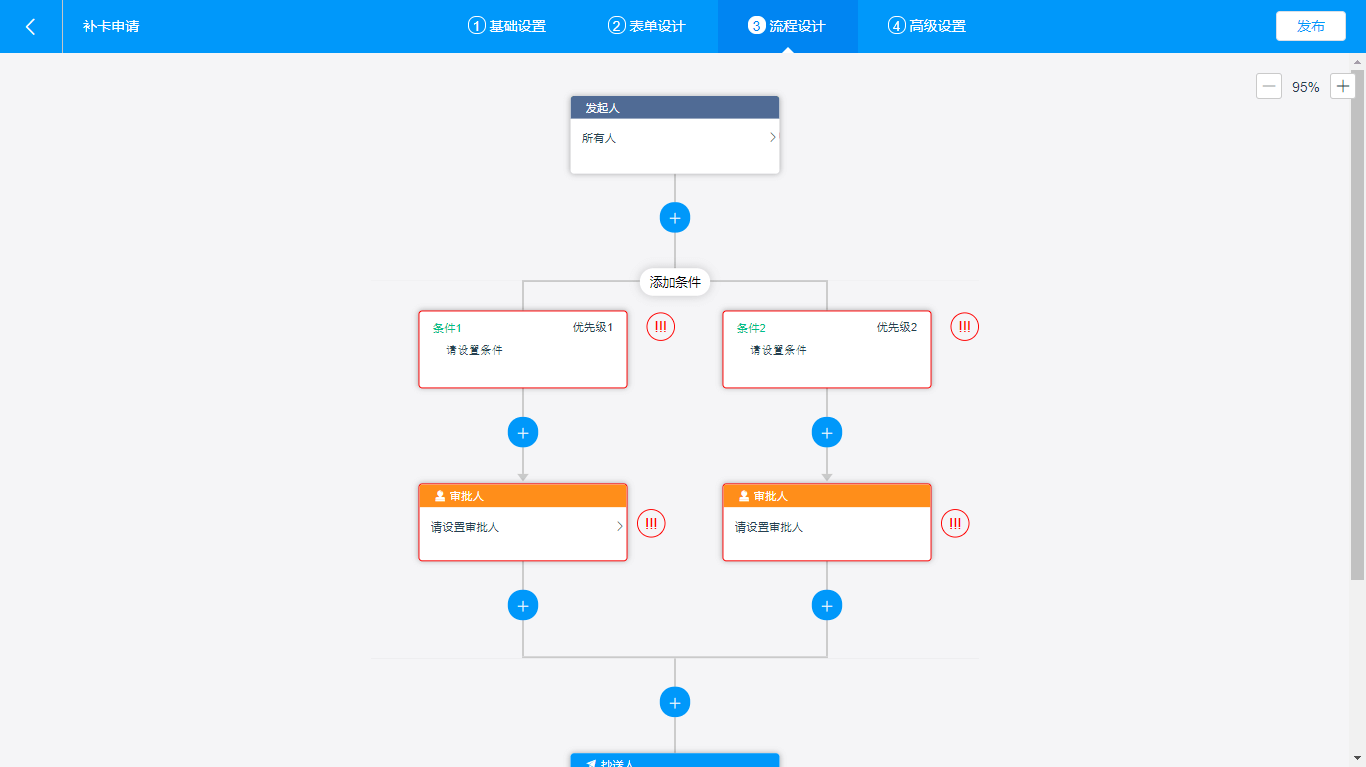 补卡申请
1 基础设置
2 表单设计
3 流程设计
4 高级设置
发布
95%
发起人
所有人
添加条件
条件1 优先级1
请设置条件
!!!
条件2 优先级2
请设置条件
!!!
审批人
请设置审批人
!!!
审批人
请设置审批人
!!!
抄送人